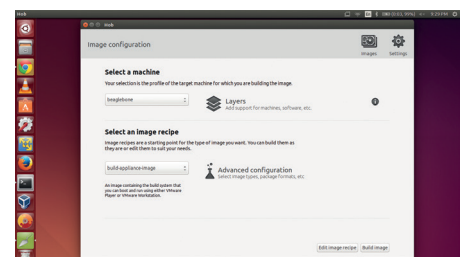 Hob
Hob
Image configuration
Images
Settings
Select a machine
Your selection is the profile of the target machine for which you are building the image.
beaglebone
Layers
Add support for machines, software, etc.
Select an image recipe
Image recipes are a starting point for the type of image you want. You can build them as
they are or edit them to suit your needs.
build-appliance-image
Advanced configuration
Select image types, package formats, etc
An image containing the build system that
you can boot and run using either VMware
Player or VMware Workstation.
Edit image recipe
Build image